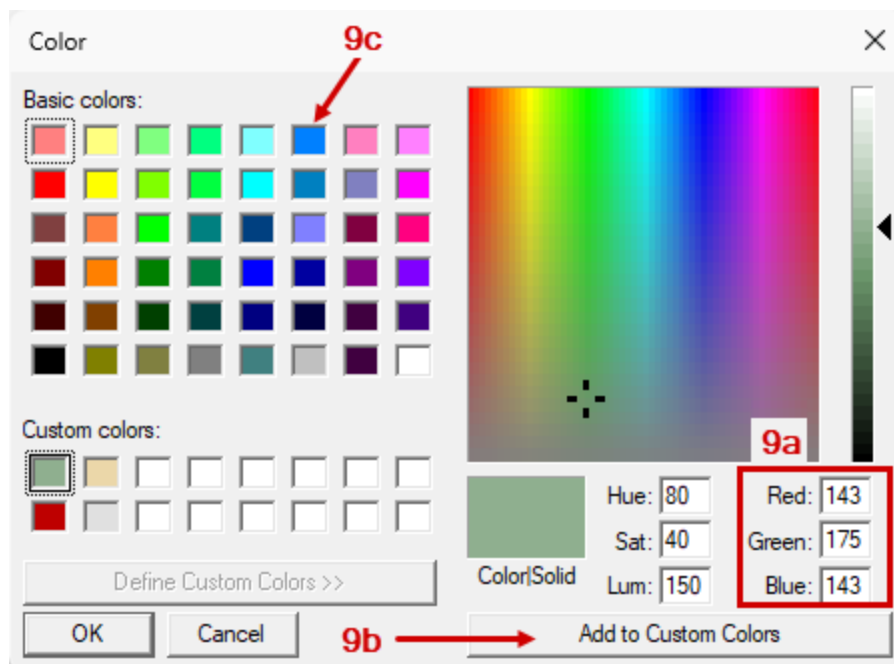 Color
9c
Basic colors:
Custom colors:
9a
Hue: 80
Red: 143
Sat: 40
Green: 175
Color|Solid
Lum: 150
Blue: 143
Define Custom Colors >>
OK
Cancel
9b
Add to Custom Colors